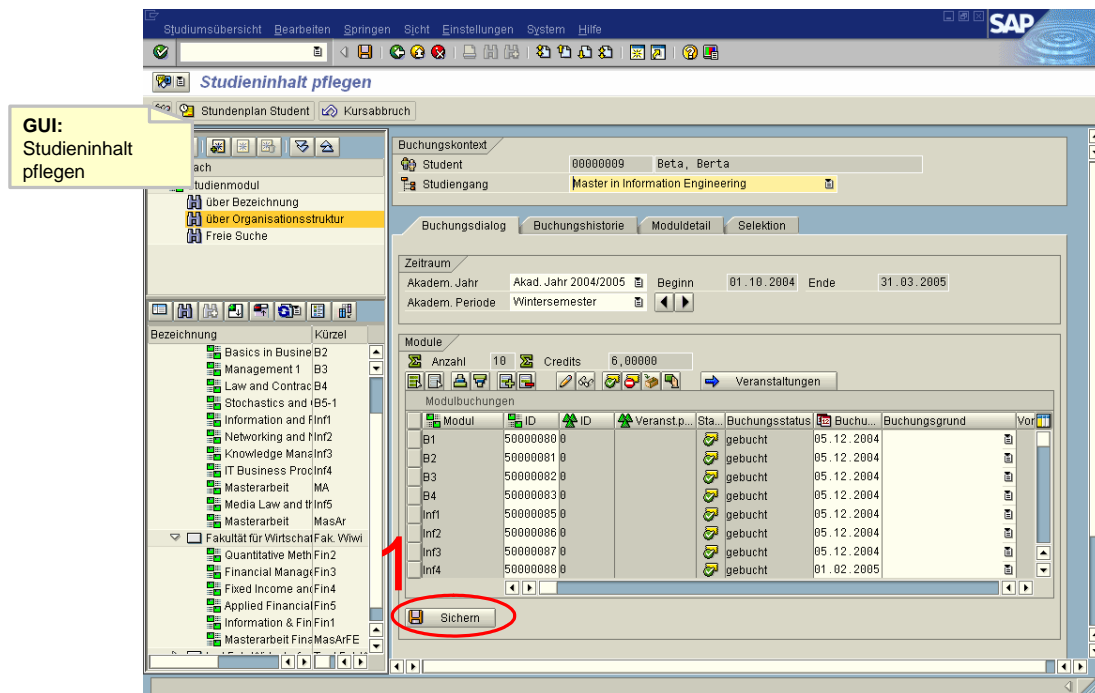 Studiumsübersicht Bearbeiten Springen Sicht Einstellungen System Hilfe
SAP
Studieninhalt pflegen
Stundenplan Student Kursabbruch
GUI:
Studieninhalt
pflegen
ach
tudienmodul
über Bezeichnung
über Organisationsstruktur
Freie Suche
Bezeichnung Kürzel
Basics in Busine B2
Management 1 B3
Law and Contrac B4
Stochastics and B5-1
Information and Inf1
Networking and Inf2
Knowledge Mana Inf3
IT Business Proc Inf4
Masterarbeit MA
Media Law and th Inf5
Masterarbeit MasAr
Fakultät für Wirtschaf Fak. Wiwi
Quantitative Meth Fin2
Financial Manage Fin3
Fixed Income and Fin4
Applied Financial Fin5
Information & Fin Fin1
Masterarbeit Fina MasArFE
Buchungskontext
Student 00000009 Beta, Berta
Studiengang Master in Information Engineering
Buchungsdialog Buchungshistorie Moduldetail Selektion
Zeitraum
Akadem. Jahr Akad. Jahr 2004/2005 Beginn 01.10.2004 Ende 31.03.2005
Akadem. Periode Wintersemester
Module
Anzahl 10 Credits 6,00000
Veranstaltungen
Modulbuchungen
Modul ID ID Veranst.p... Sta... Buchungsstatus Buchu... Buchungsgrund Vor
B1 50000080 0 gebucht 05.12.2004
B2 50000081 0 gebucht 05.12.2004
B3 50000082 0 gebucht 05.12.2004
B4 50000083 0 gebucht 05.12.2004
Inf1 50000085 0 gebucht 05.12.2004
Inf2 50000086 0 gebucht 05.12.2004
Inf3 50000087 0 gebucht 05.12.2004
Inf4 50000088 0 gebucht 01.02.2005
1
Sichern